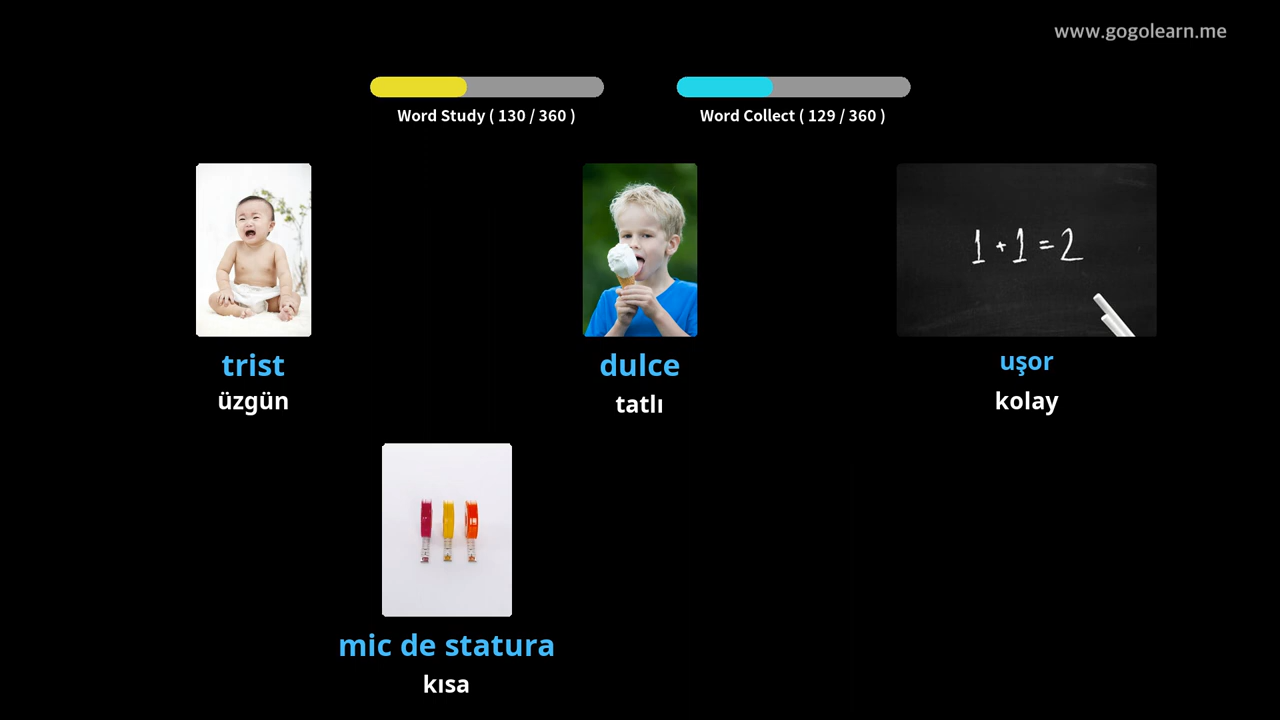 www.gogolearn.me
Word Study ( 130 / 360 )
Word Collect ( 129 / 360 )
1 + 1 = 2
trist
üzgün
dulce
tatlı
uşor
kolay
mic de statura
kısa